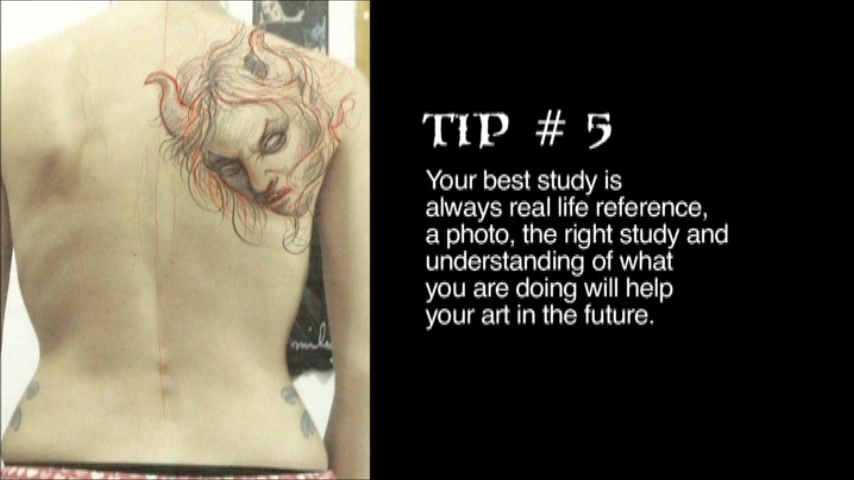 TIP # 5
Your best study is
always real life reference,
a photo, the right study and
understanding of what
you are doing will help
your art in the future.